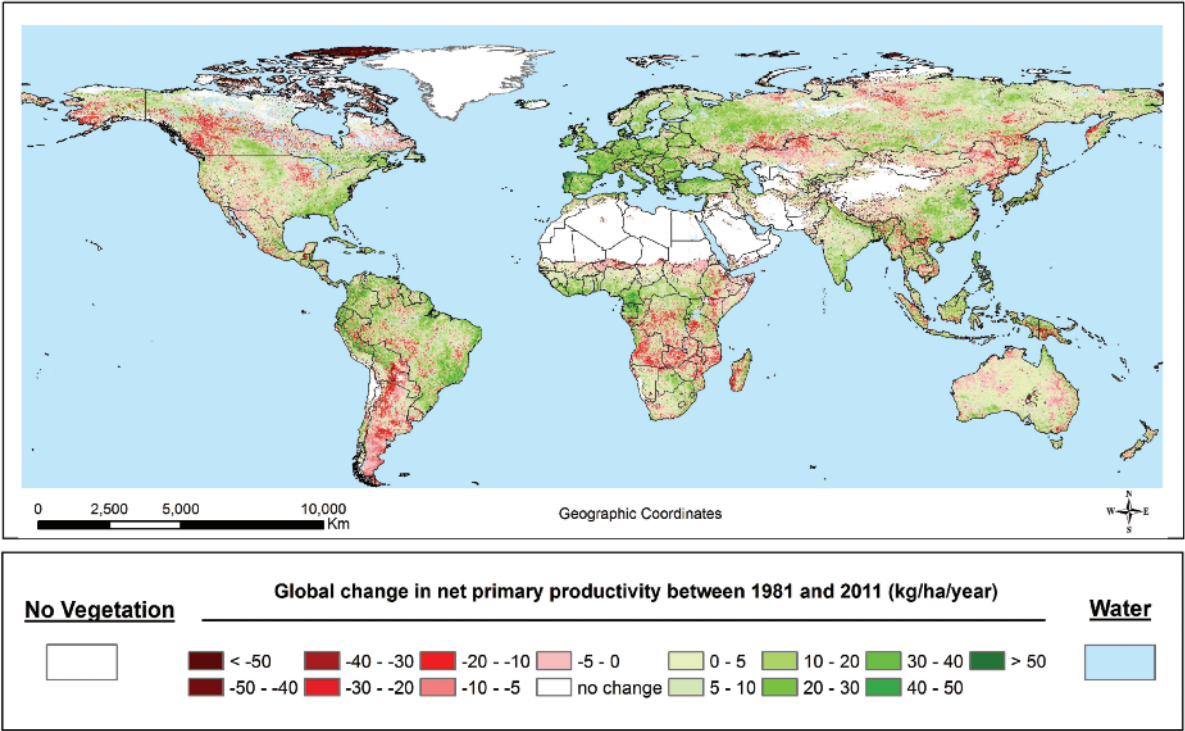 0 2,500 5,000 10,000
Km
Geographic Coordinates
N
W E
S
Global change in net primary productivity between 1981 and 2011 (kg/ha/year)
No Vegetation
Water
< -50 -40 - -30 -20 - -10 -5 - 0 0 - 5 10 - 20 30 - 40 > 50
-50 - -40 -30 - -20 -10 - -5 no change 5 - 10 20 - 30 40 - 50